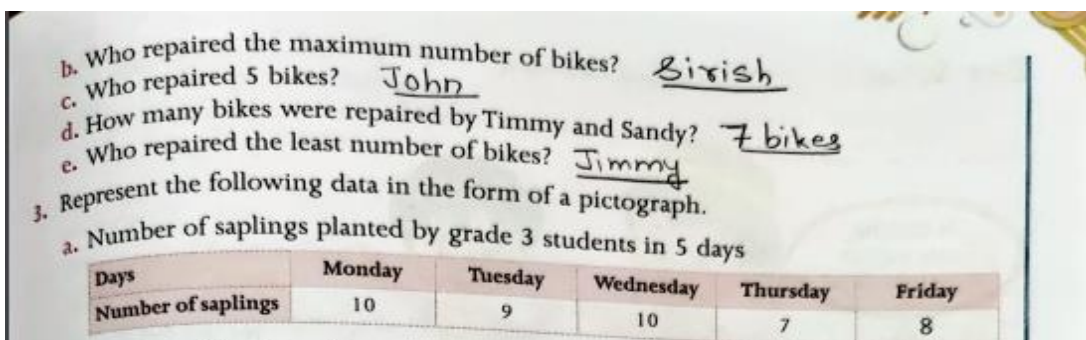 b. Who repaired the maximum number of bikes? Sirish
c. Who repaired 5 bikes? John
d. How many bikes were repaired by Timmy and Sandy? 7 bikes
e. Who repaired the least number of bikes? Jimmy
3. Represent the following data in the form of a pictograph.
a. Number of saplings planted by grade 3 students in 5 days
Days Monday Tuesday Wednesday Thursday Friday
Number of saplings 10 9 10 7 8